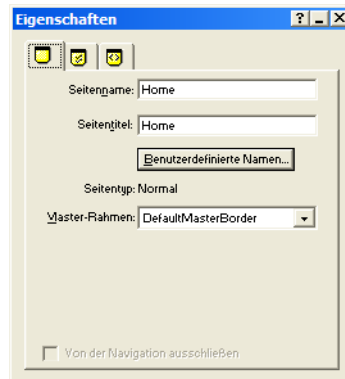 Eigenschaften
Seitenname: Home
Seitentitel: Home
Benutzerdefinierte Namen...
Seitentyp: Normal
Master-Rahmen: DefaultMasterBorder
Von der Navigation ausschließen